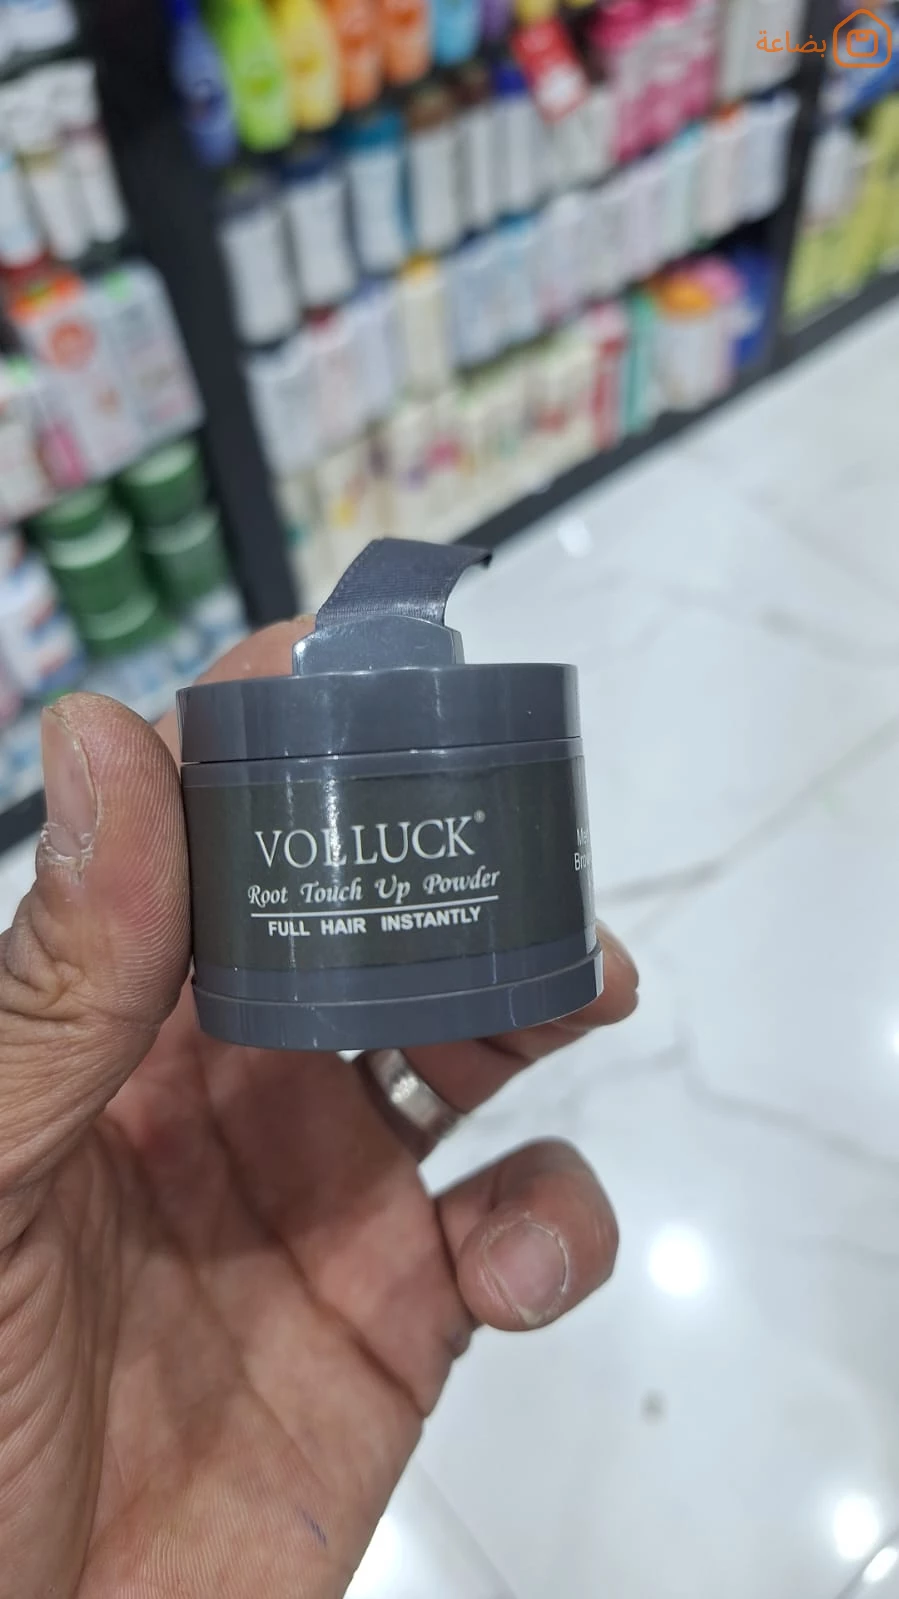 بضاعة
VOLLUCK®
Root Touch Up Powder
FULL HAIR INSTANTLY